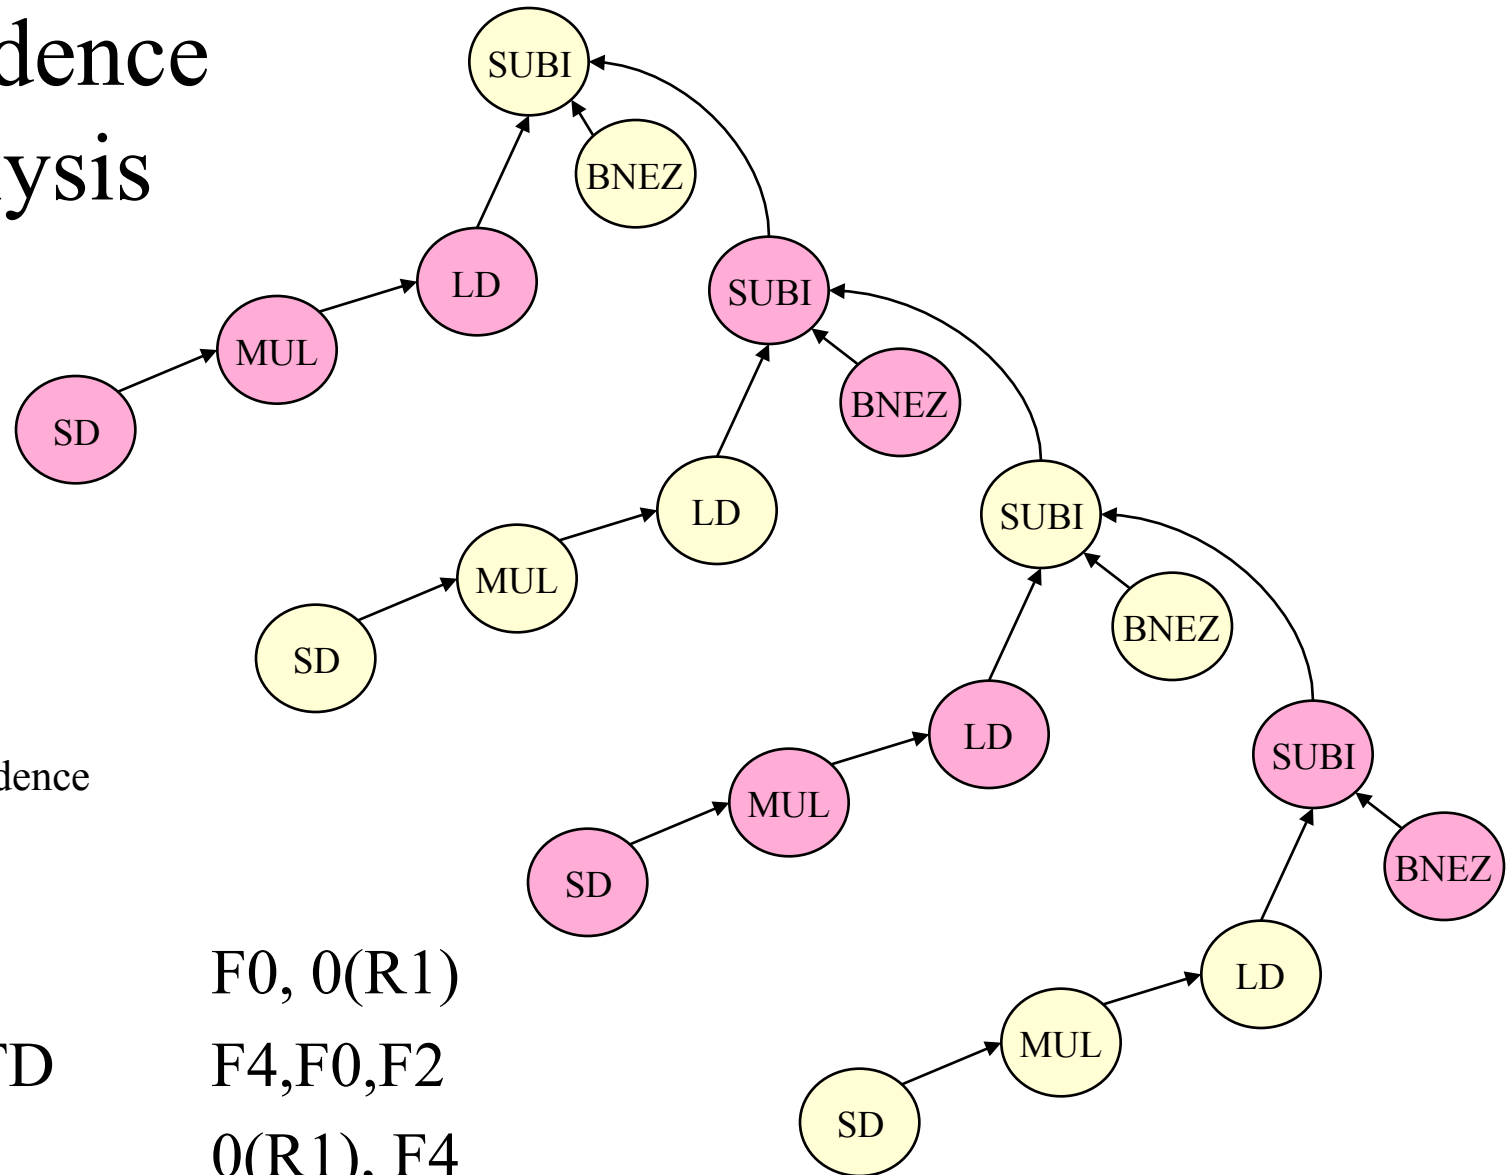 dence
lysis
SUBI
BNEZ
LD
SUBI
MUL
BNEZ
SD
LD
SUBI
MUL
BNEZ
SD
LD
SUBI
dence
MUL
BNEZ
SD
LD
F0, 0(R1)
MUL
TD F4,F0,F2
SD
0(R1), F4